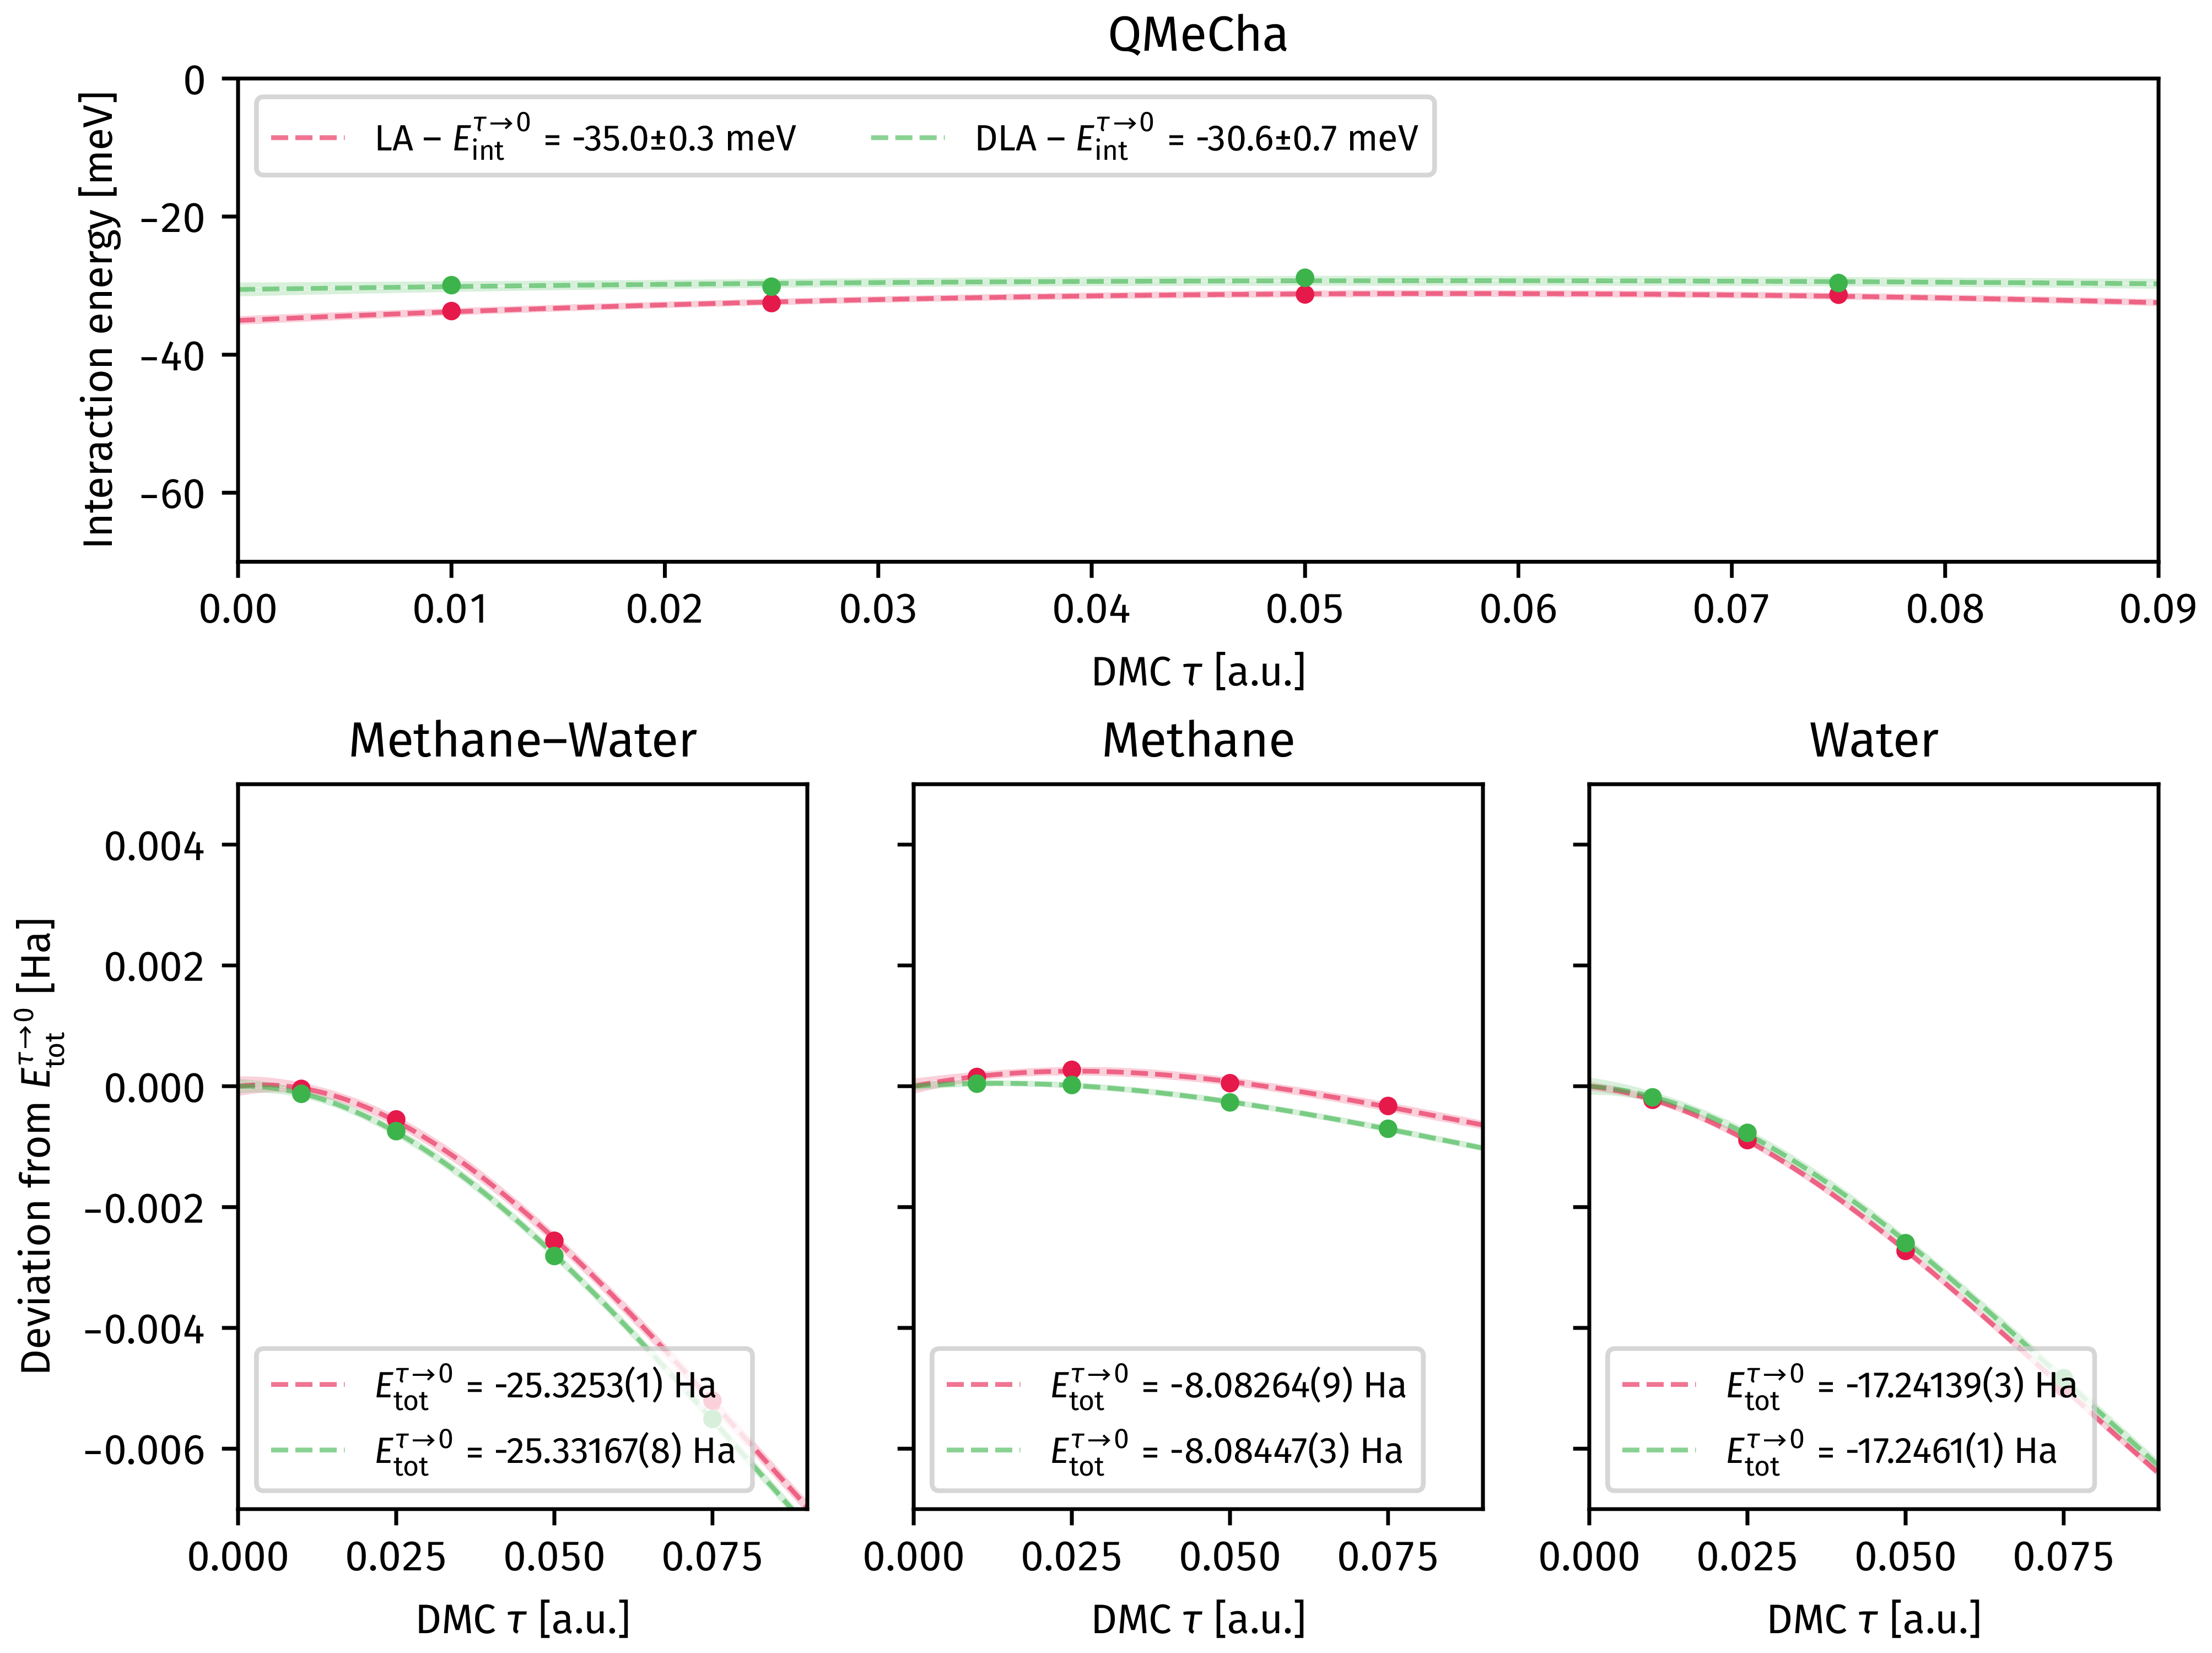 QMeCha
Interaction energy [meV]
0
−20
−40
−60
LA – E_int^{τ→0} = -35.0±0.3 meV
DLA – E_int^{τ→0} = -30.6±0.7 meV
0.00 0.01 0.02 0.03 0.04 0.05 0.06 0.07 0.08 0.09
DMC τ [a.u.]
Methane–Water
Methane
Water
Deviation from E_tot^{τ→0} [Ha]
0.004
0.002
0.000
−0.002
−0.004
−0.006
E_tot^{τ→0} = -25.3253(1) Ha
E_tot^{τ→0} = -25.33167(8) Ha
E_tot^{τ→0} = -8.08264(9) Ha
E_tot^{τ→0} = -8.08447(3) Ha
E_tot^{τ→0} = -17.24139(3) Ha
E_tot^{τ→0} = -17.2461(1) Ha
0.000 0.025 0.050 0.075
0.000 0.025 0.050 0.075
0.000 0.025 0.050 0.075
DMC τ [a.u.]
DMC τ [a.u.]
DMC τ [a.u.]